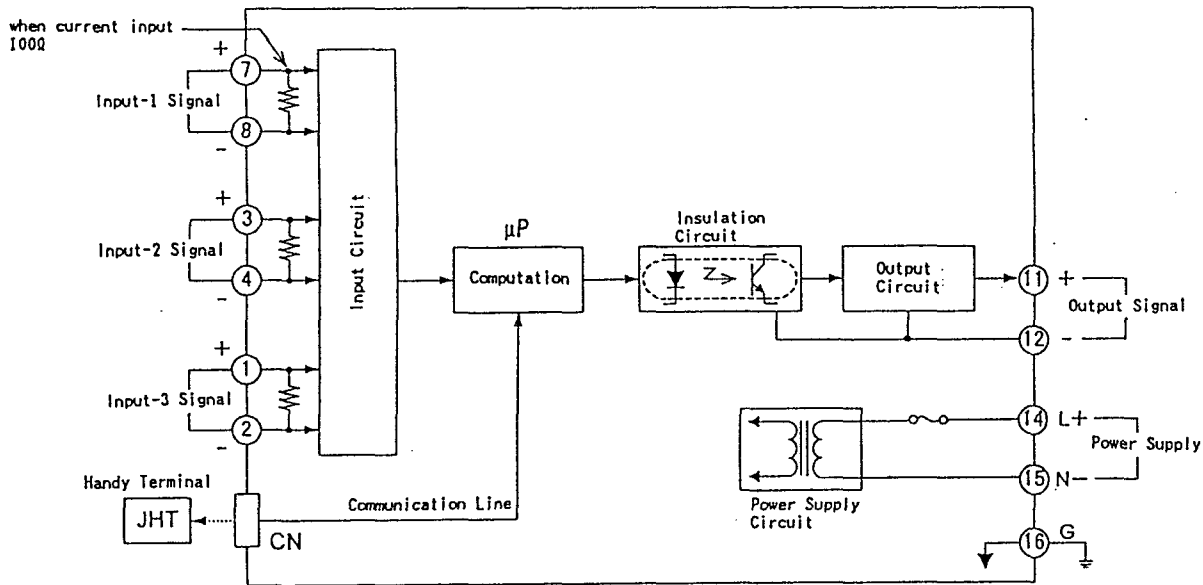 when current input
100Ω
+
7
Input-1 Signal
8
-
+
3
Input-2 Signal
4
-
+
1
Input-3 Signal
2
-
Input Circuit
μP
Computation
Insulation
Circuit
Output
Circuit
11
+
Output Signal
12
-
14
L+
Power Supply
15
N-
Power Supply
Circuit
16
G
Handy Terminal
JHT
CN
Communication Line